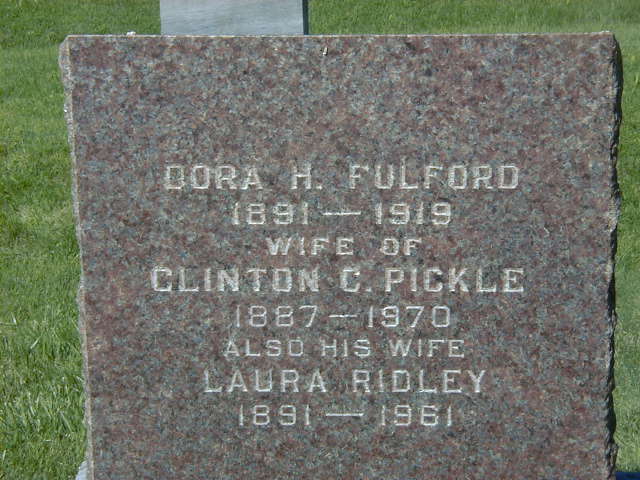 DORA H. FULFORD
1891 — 1919
WIFE OF
CLINTON C. PICKLE
1887 — 1970
ALSO HIS WIFE
LAURA RIDLEY
1891 — 1961